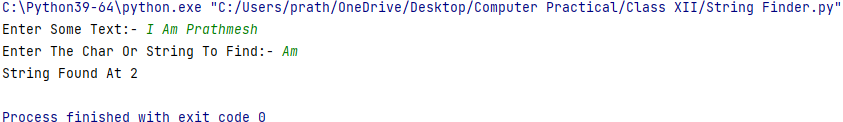 C:\Python39-64\python.exe "C:/Users/prath/OneDrive/Desktop/Computer Practical/Class XII/String Finder.py"
Enter Some Text:- I Am Prathmesh
Enter The Char Or String To Find:- Am
String Found At 2
Process finished with exit code 0